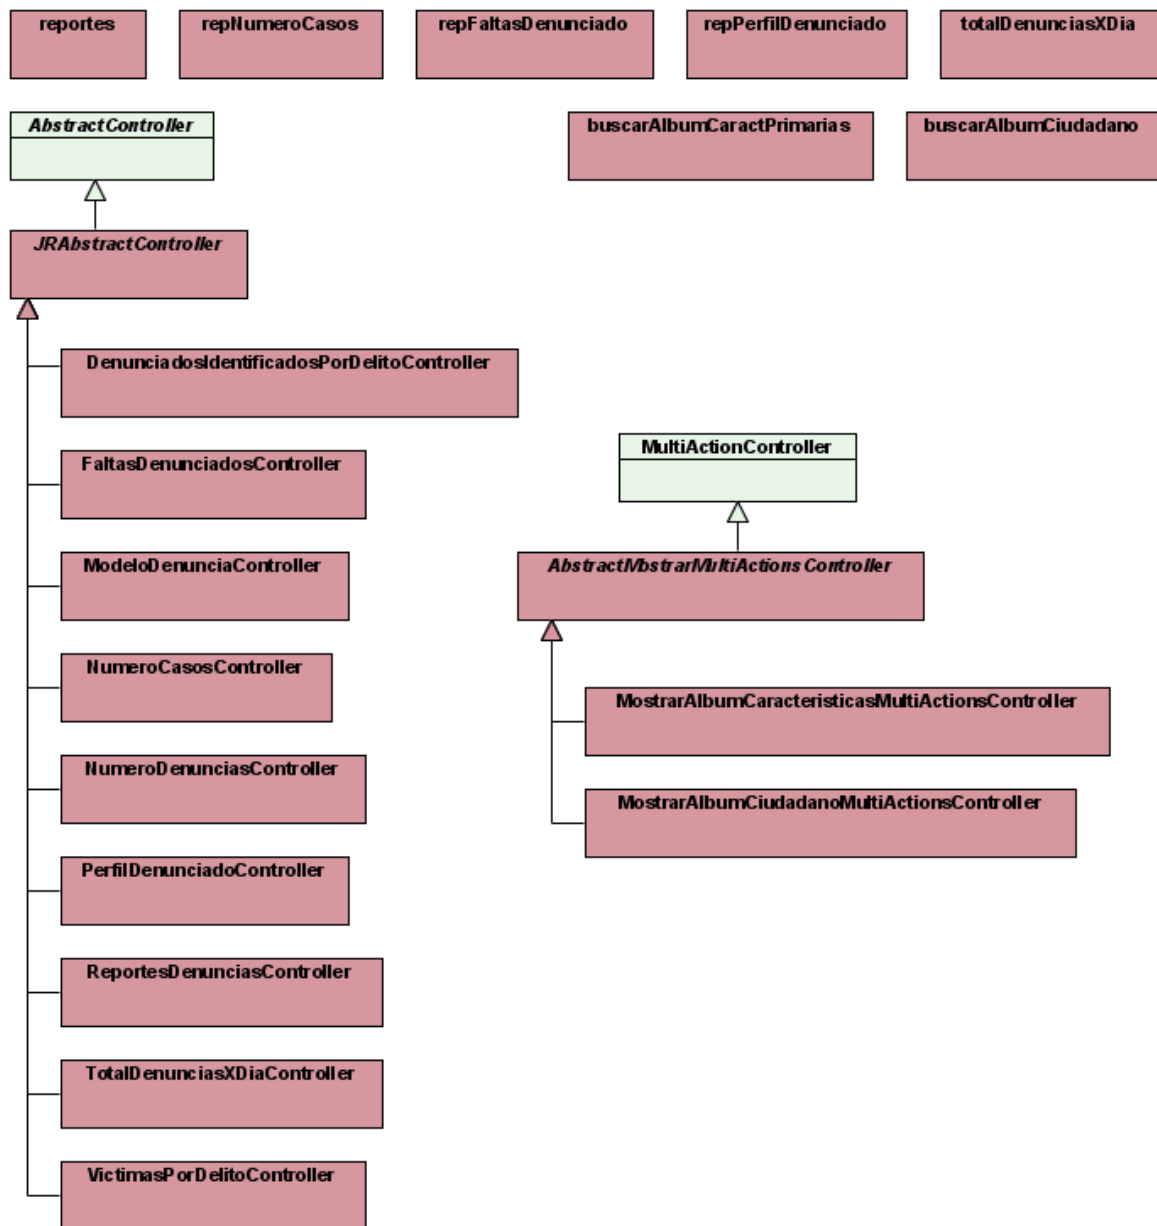 reportes
repNumeroCasos
repFaltasDenunciado
repPerfilDenunciado
totalDenunciasXDia
AbstractController
buscarAlbumCaractPrimarias
buscarAlbumCiudadano
JRAbstractController
DenunciadosIdentificadosPorDelitoController
FaltasDenunciadosController
ModeloDenunciaController
NumeroCasosController
NumeroDenunciasController
PerfilDenunciadoController
ReportesDenunciasController
TotalDenunciasXDiaController
VictimasPorDelitoController
MultiActionController
AbstractMostrarMultiActionsController
MostrarAlbumCaracteristicasMultiActionsController
MostrarAlbumCiudadanoMultiActionsController